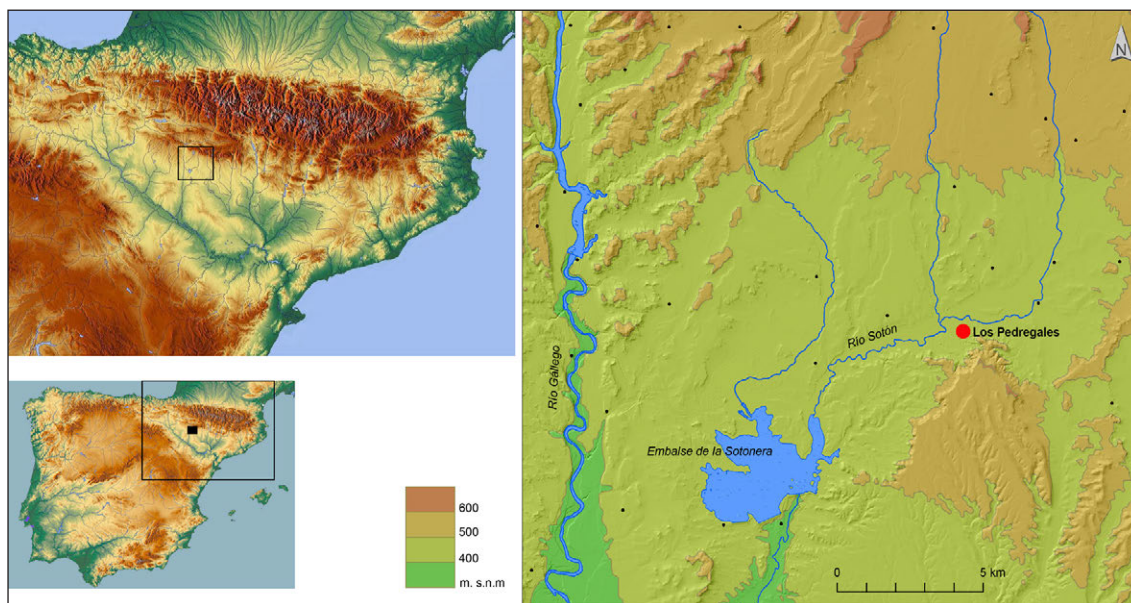 N
Los Pedregales
Río Sotón
Río Gállego
Embalse de la Sotonera
600
500
400
m. s.n.m
0
5 km